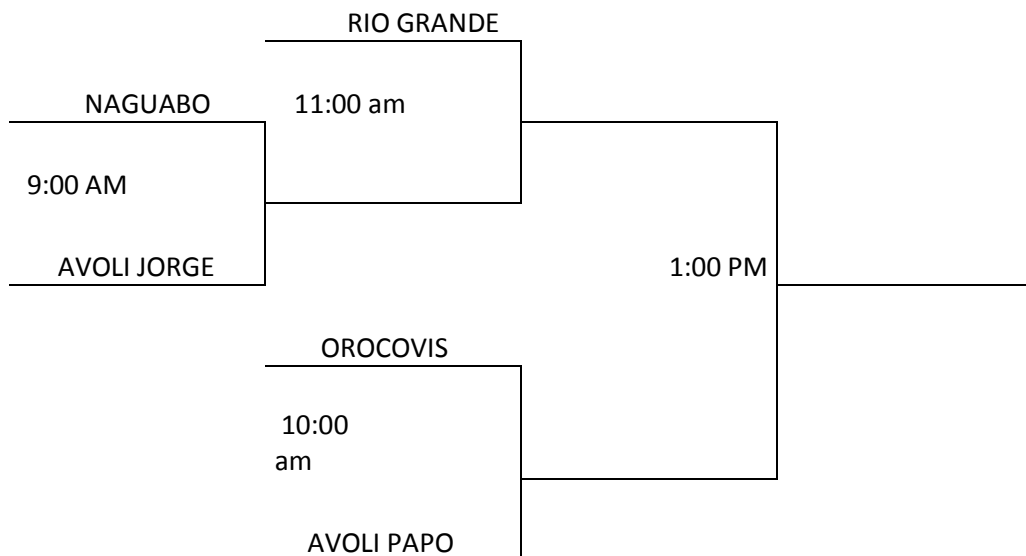 RIO GRANDE
NAGUABO
11:00 am
9:00 AM
AVOLI JORGE
1:00 PM
OROCOVIS
10:00
am
AVOLI PAPO